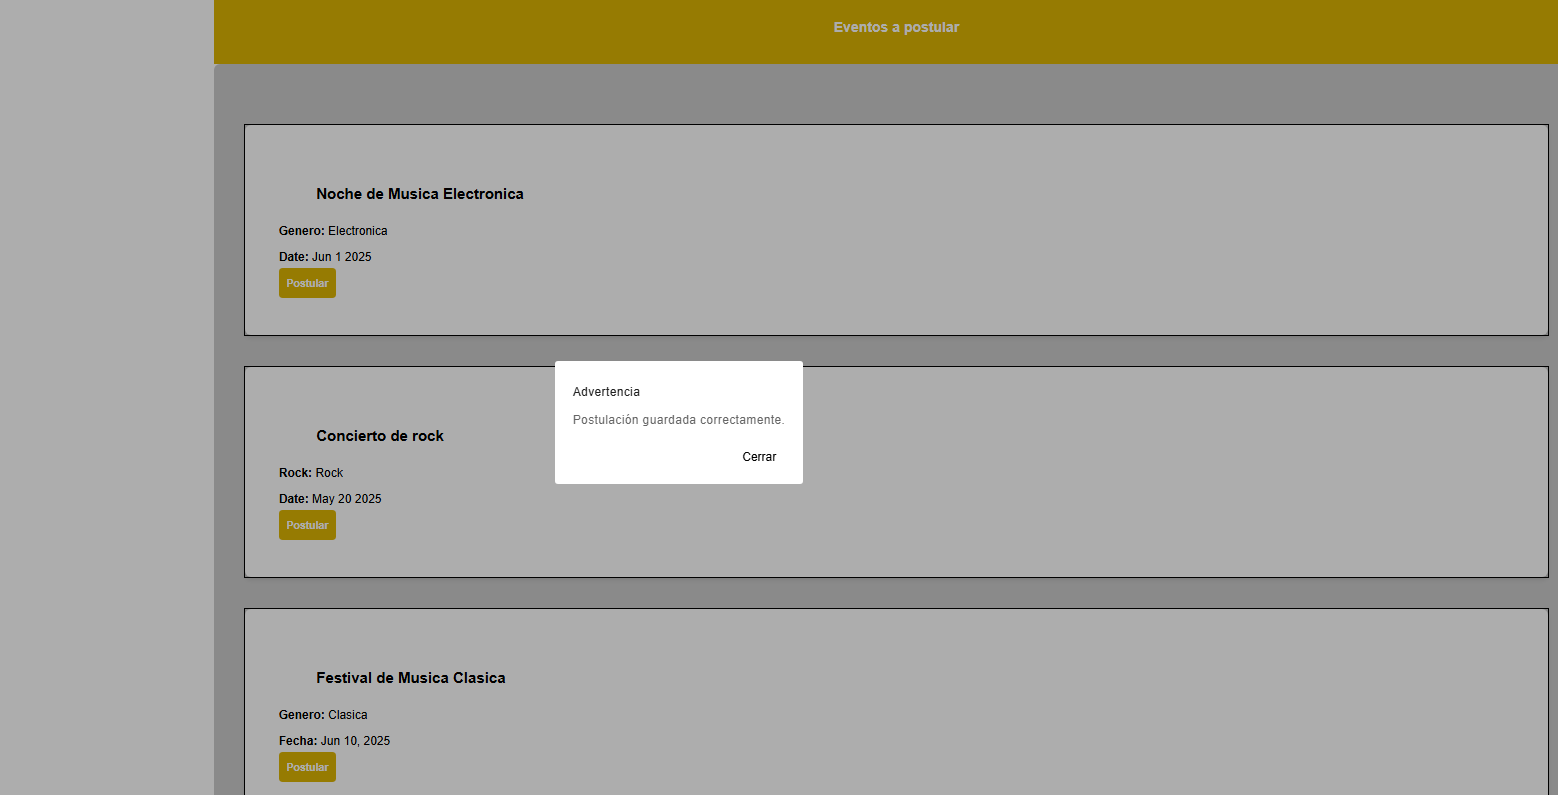 Eventos a postular
Noche de Musica Electronica
Genero: Electronica
Date: Jun 1 2025
Postular
Advertencia
Postulación guardada correctamente.
Cerrar
Concierto de rock
Rock: Rock
Date: May 20 2025
Postular
Festival de Musica Clasica
Genero: Clasica
Fecha: Jun 10, 2025
Postular